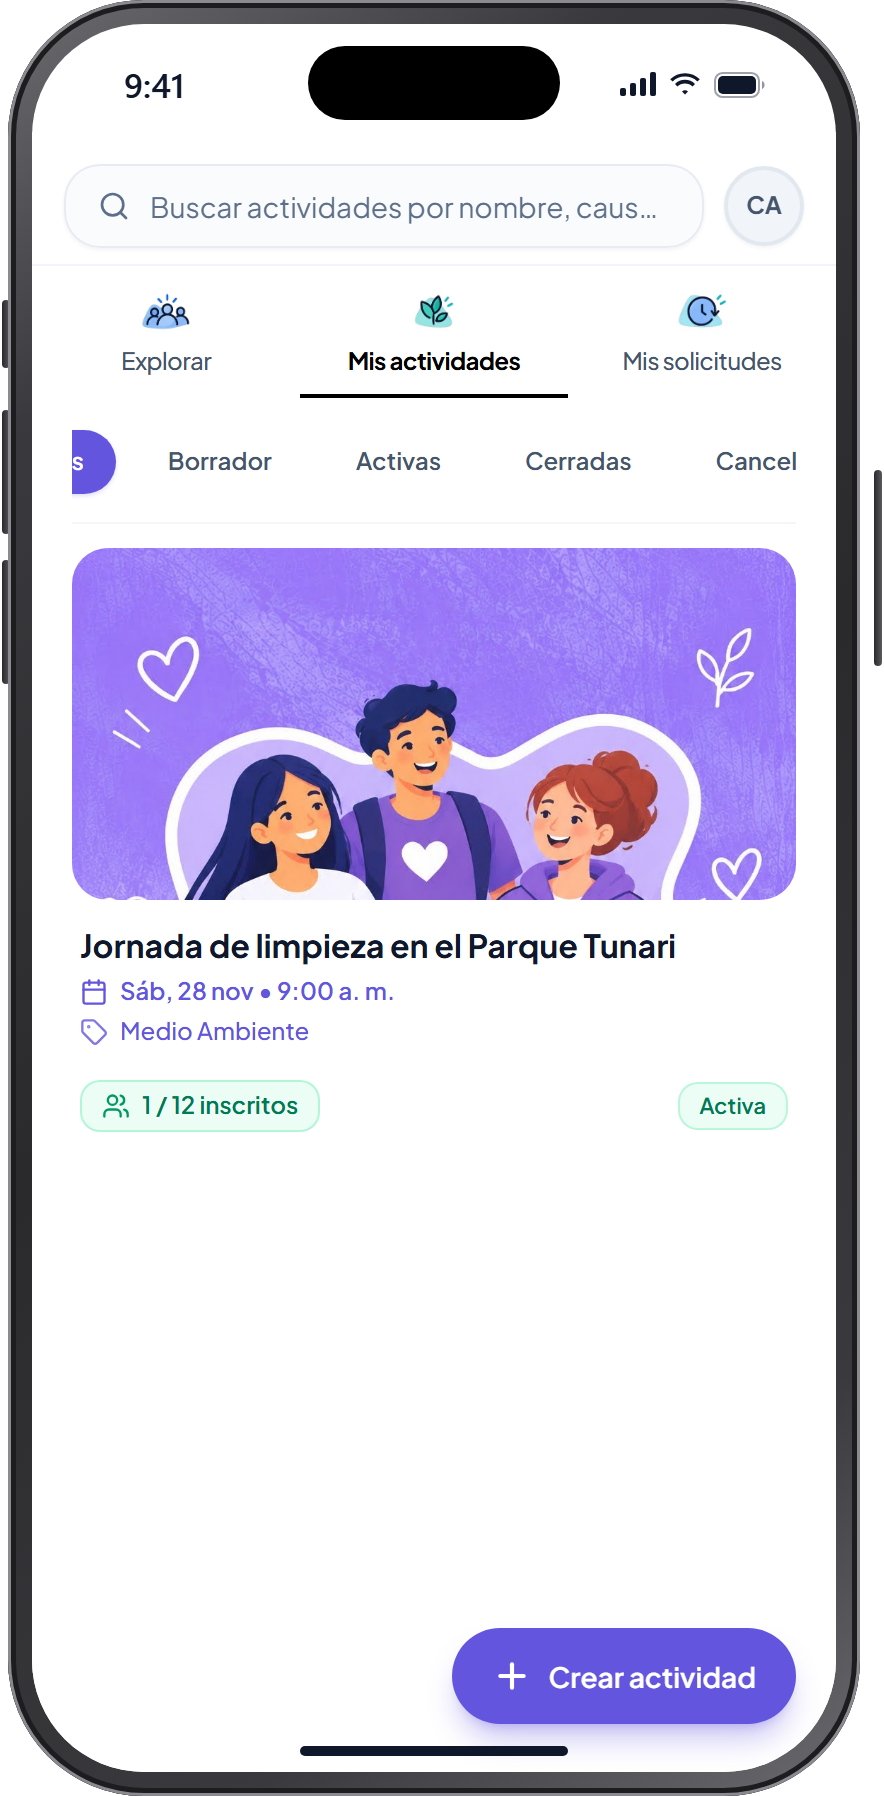 9:41
Buscar actividades por nombre, caus...
CA
Explorar
Mis actividades
Mis solicitudes
s
Borrador
Activas
Cerradas
Cancel
Jornada de limpieza en el Parque Tunari
Sáb, 28 nov • 9:00 a. m.
Medio Ambiente
1 / 12 inscritos
Activa
+ Crear actividad